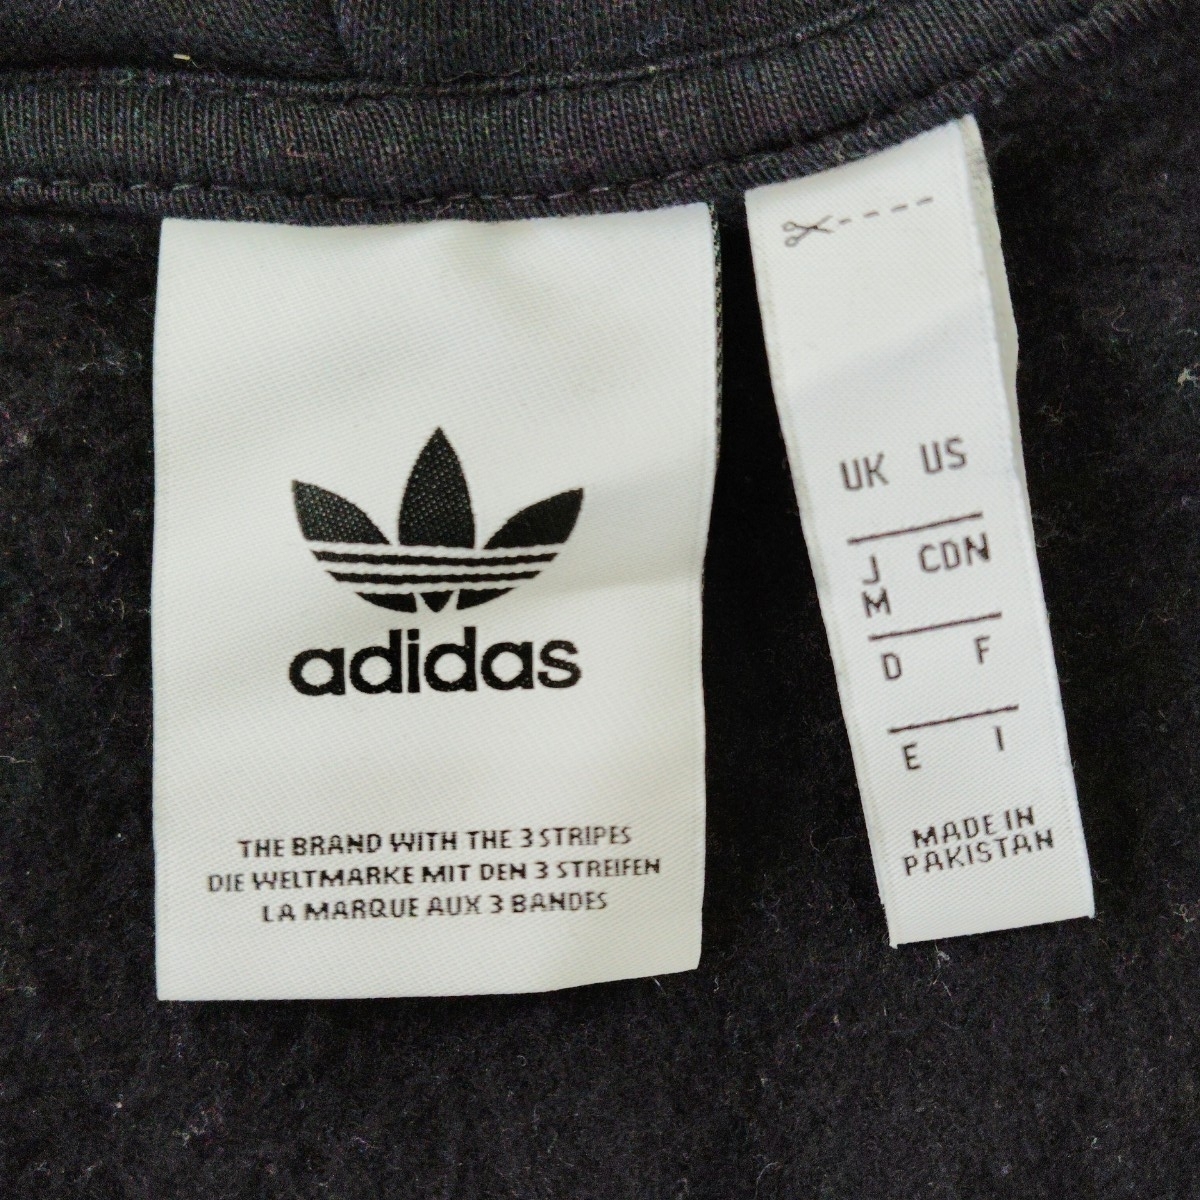 adidas
THE BRAND WITH THE 3 STRIPES
DIE WELTMARKE MIT DEN 3 STREIFEN
LA MARQUE AUX 3 BANDES
UK US
J CDN
M
D F
E I
MADE IN
PAKISTAN